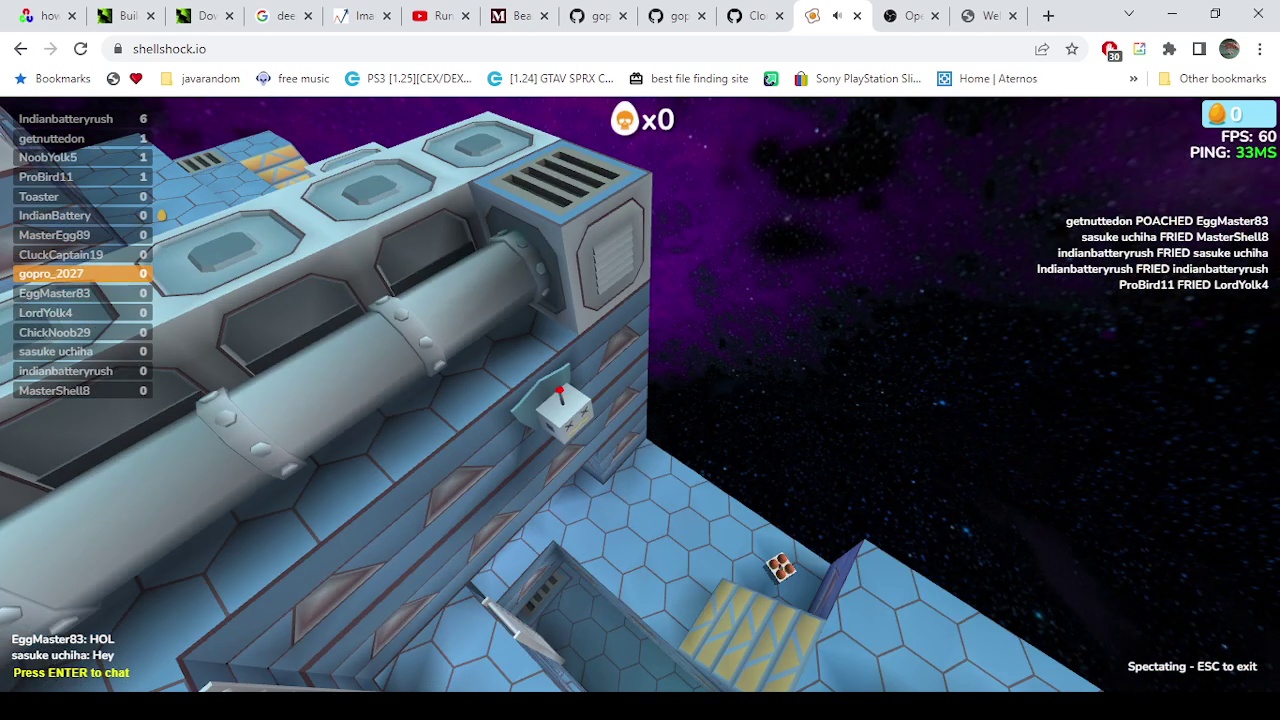 how
Buil
Dov
dee
Ima
Run
Bea
gop
gop
Clo
Ope
Wel
shellshock.io
30
Bookmarks
javarandom
free music
PS3 [1.25][CEX/DEX...
[1.24] GTAV SPRX C...
best file finding site
Sony PlayStation Sli...
Home | Aternos
»
Other bookmarks
Indianbatteryrush 6
getnuttedon 1
NoobYolk5 1
ProBird11 1
Toaster 0
IndianBattery 0
MasterEgg89 0
CluckCaptain19 0
gopro_2027 0
EggMaster83 0
LordYolk4 0
ChickNoob29 0
sasuke uchiha 0
indianbatteryrush 0
MasterShell8 0
x0
0
FPS: 60
PING: 33MS
getnuttedon POACHED EggMaster83
sasuke uchiha FRIED MasterShell8
indianbatteryrush FRIED sasuke uchiha
Indianbatteryrush FRIED indianbatteryrush
ProBird11 FRIED LordYolk4
EggMaster83: HOL
sasuke uchiha: Hey
Press ENTER to chat
Spectating - ESC to exit